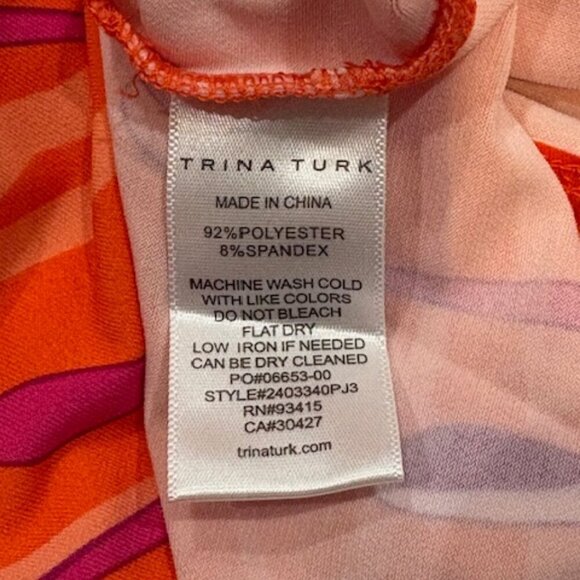 TRINA TURK
MADE IN CHINA
92%POLYESTER
8%SPANDEX
MACHINE WASH COLD
WITH LIKE COLORS
DO NOT BLEACH
FLAT DRY
LOW IRON IF NEEDED
CAN BE DRY CLEANED
PO#06653-00
STYLE#2403340PJ3
RN#93415
CA#30427
trinaturk.com